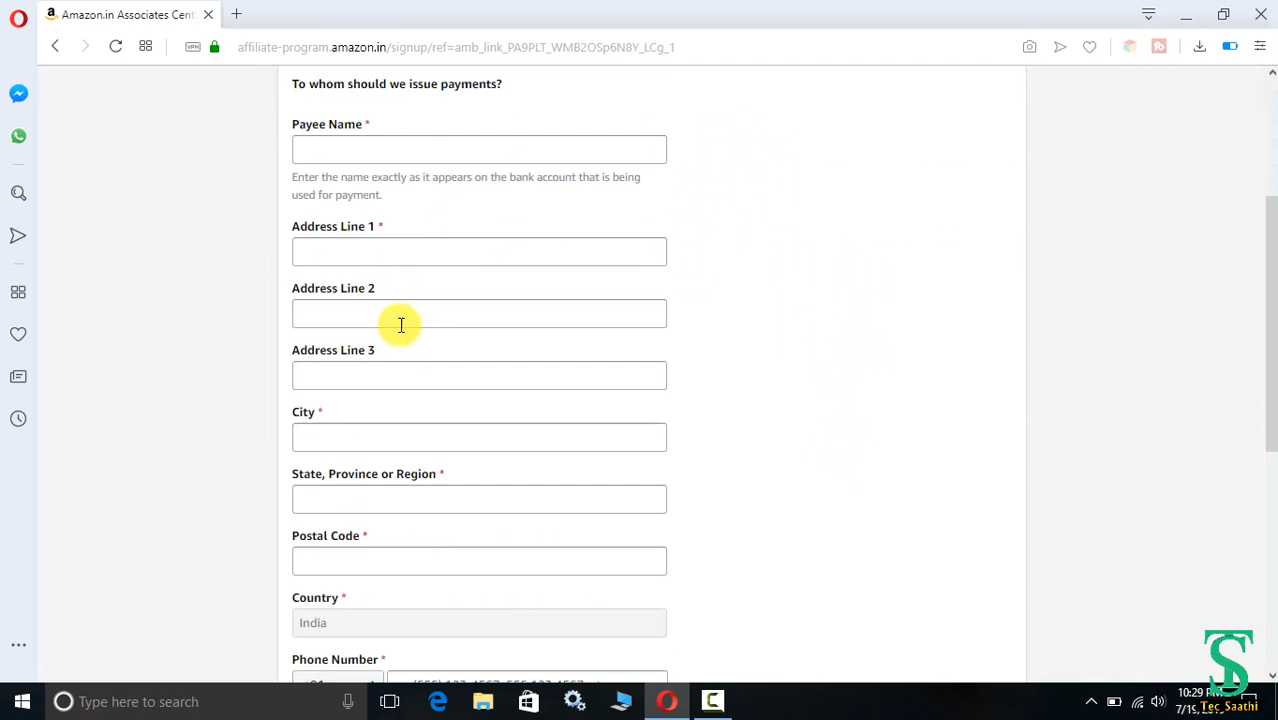 Amazon.in Associates Cent
VPN
affiliate-program.amazon.in/signup/ref=amb_link_PA9PLT_WMB2OSp6N8Y_LCg_1
To whom should we issue payments?
Payee Name *
Enter the name exactly as it appears on the bank account that is being
used for payment.
Address Line 1 *
Address Line 2
Address Line 3
City *
State, Province or Region *
Postal Code *
Country *
India
Phone Number *
Type here to search
10:29
Tec_Saathi